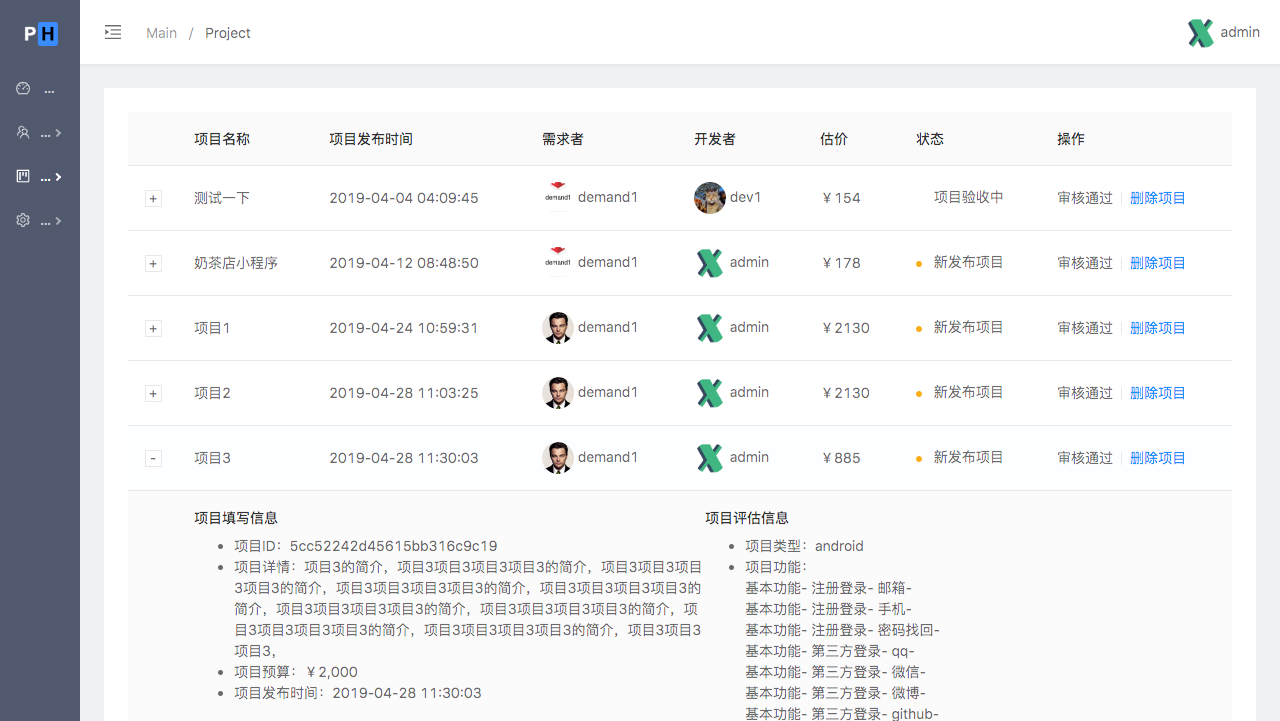 PH
Main / Project
admin
...
...
...
...
项目名称 项目发布时间 需求者 开发者 估价 状态 操作
+ 测试一下 2019-04-04 04:09:45 demand1 demand1 dev1 ￥154 项目验收中 审核通过 删除项目
+ 奶茶店小程序 2019-04-12 08:48:50 demand1 demand1 admin ￥178 新发布项目 审核通过 删除项目
+ 项目1 2019-04-24 10:59:31 demand1 admin ￥2130 新发布项目 审核通过 删除项目
+ 项目2 2019-04-28 11:03:25 demand1 admin ￥2130 新发布项目 审核通过 删除项目
- 项目3 2019-04-28 11:30:03 demand1 admin ￥885 新发布项目 审核通过 删除项目
项目填写信息
项目ID：5cc52242d45615bb316c9c19
项目详情：项目3的简介，项目3项目3项目3项目3的简介，项目3项目3项目
3项目3的简介，项目3项目3项目3项目3的简介，项目3项目3项目3项目3的
简介，项目3项目3项目3项目3的简介，项目3项目3项目3项目3的简介，项
目3项目3项目3项目3的简介，项目3项目3项目3项目3的简介，项目3项目3
项目3，
项目预算：￥2,000
项目发布时间：2019-04-28 11:30:03
项目评估信息
项目类型：android
项目功能：
基本功能- 注册登录- 邮箱-
基本功能- 注册登录- 手机-
基本功能- 注册登录- 密码找回-
基本功能- 第三方登录- qq-
基本功能- 第三方登录- 微信-
基本功能- 第三方登录- 微博-
基本功能- 第三方登录- github-